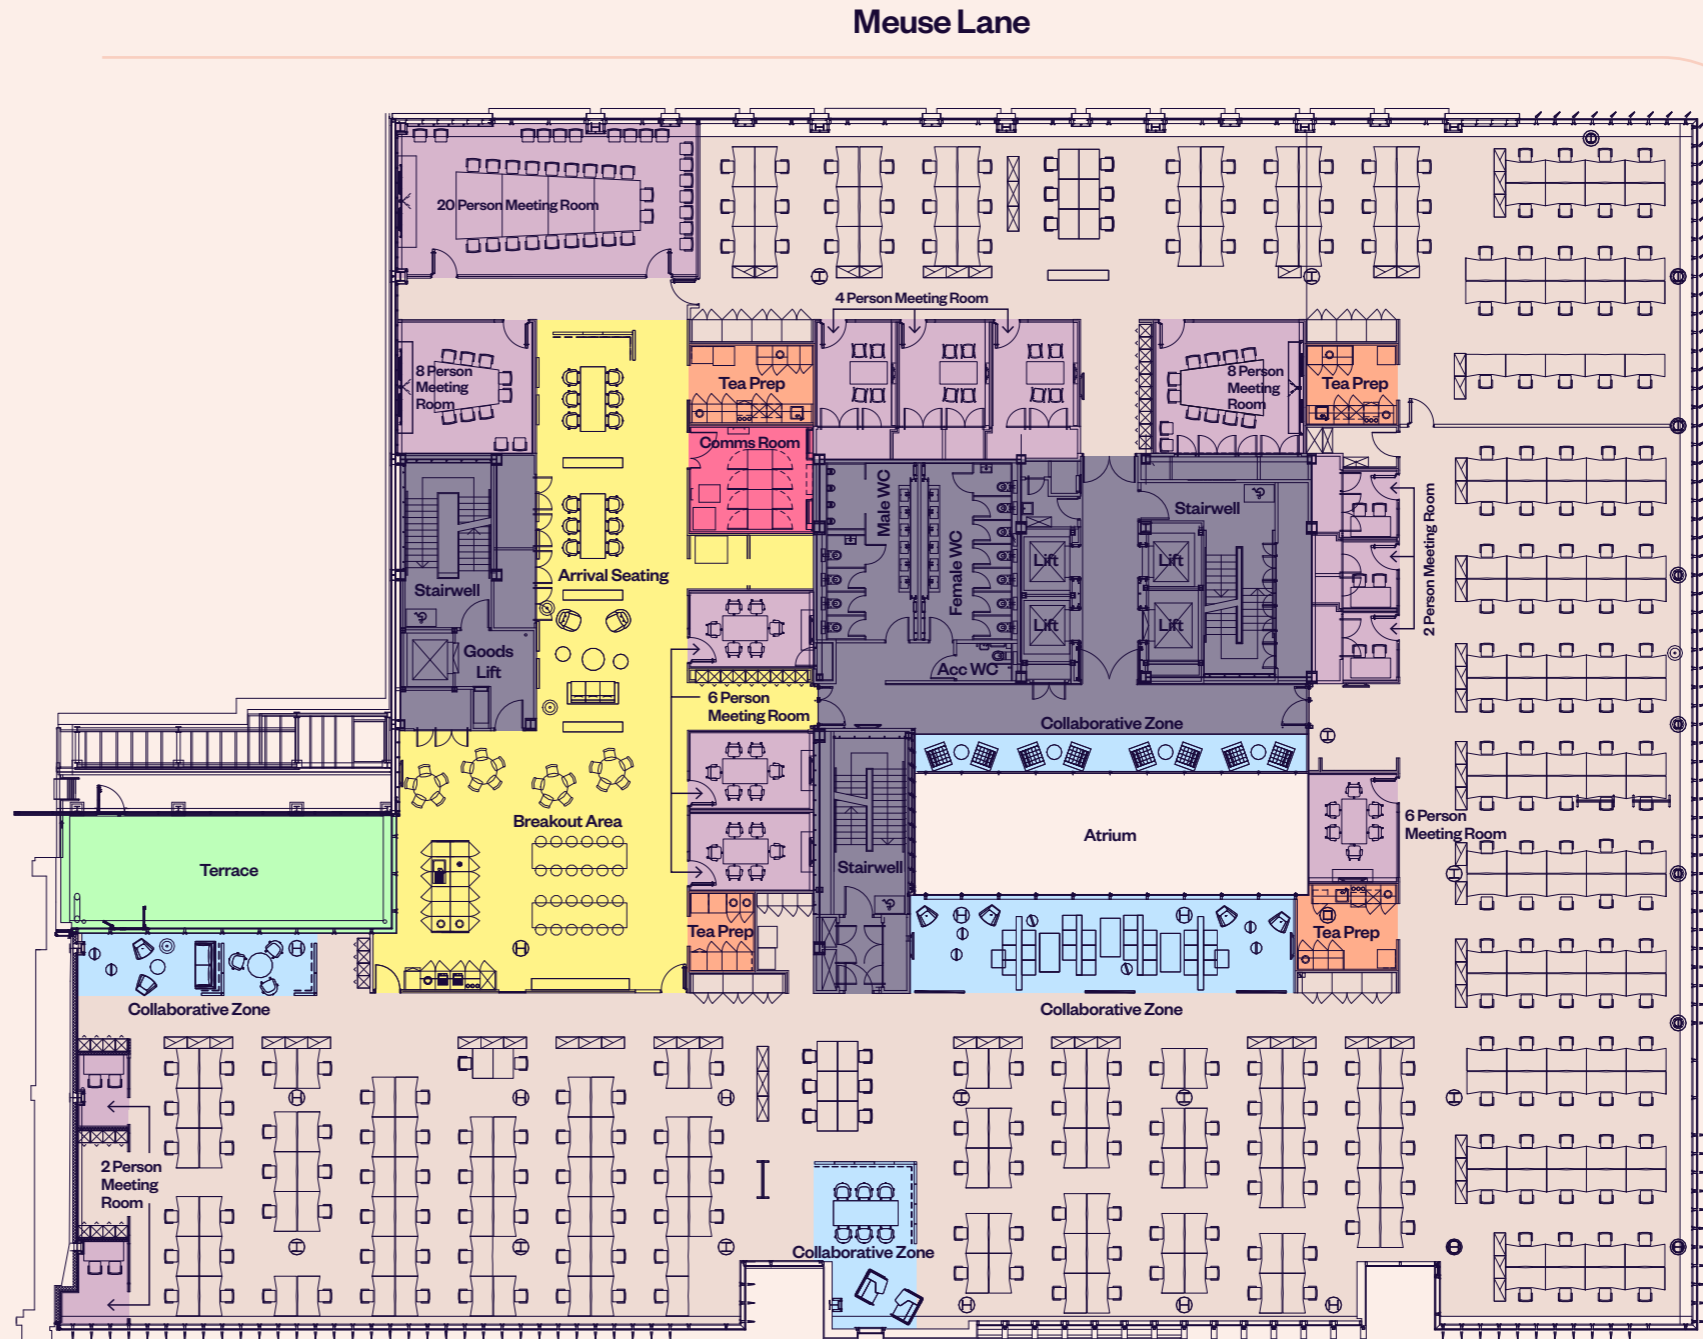 Meuse Lane
20 Person Meeting Room
4 Person Meeting Room
8 Person
Meeting
Room
Tea Prep
8 Person
Meeting
Room
Tea Prep
Comms Room
Male WC
Female WC
Stairwell
2 Person Meeting Room
Lift
Lift
Arrival Seating
Stairwell
Lift
Lift
Goods
Lift
Acc WC
6 Person
Meeting Room
Collaborative Zone
Breakout Area
Atrium
6 Person
Meeting Room
Terrace
Stairwell
Tea Prep
Tea Prep
Collaborative Zone
Collaborative Zone
2 Person
Meeting
Room
Collaborative Zone